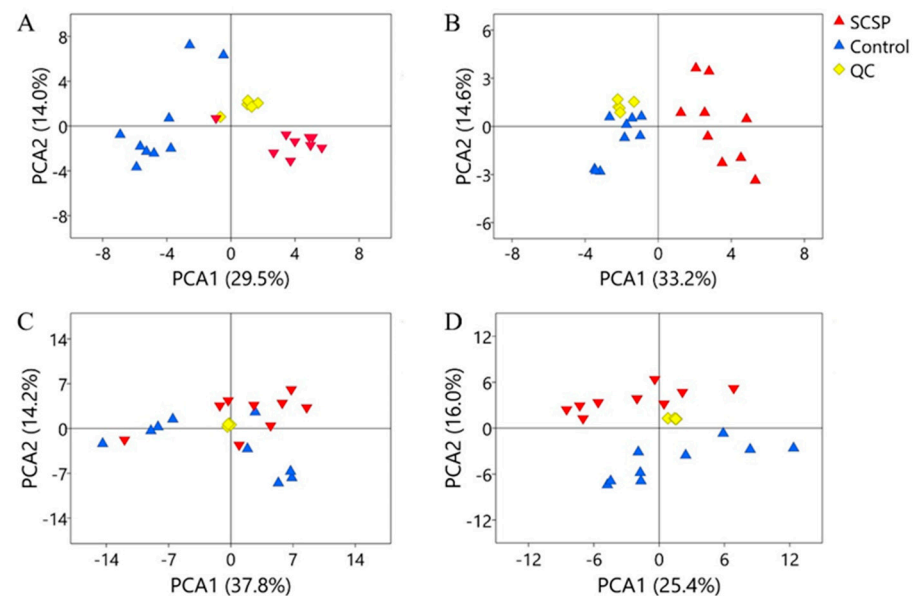 A
8
4
0
-4
-8
PCA2 (14.0%)
-8 -4 0 4 8
PCA1 (29.5%)
B
6
3
0
-3
-6
PCA2 (14.6%)
-8 -4 0 4 8
PCA1 (33.2%)
SCSP
Control
QC
C
14
7
0
-7
-14
PCA2 (14.2%)
-14 -7 0 7 14
PCA1 (37.8%)
D
12
6
0
-6
-12
PCA2 (16.0%)
-12 -6 0 6 12
PCA1 (25.4%)